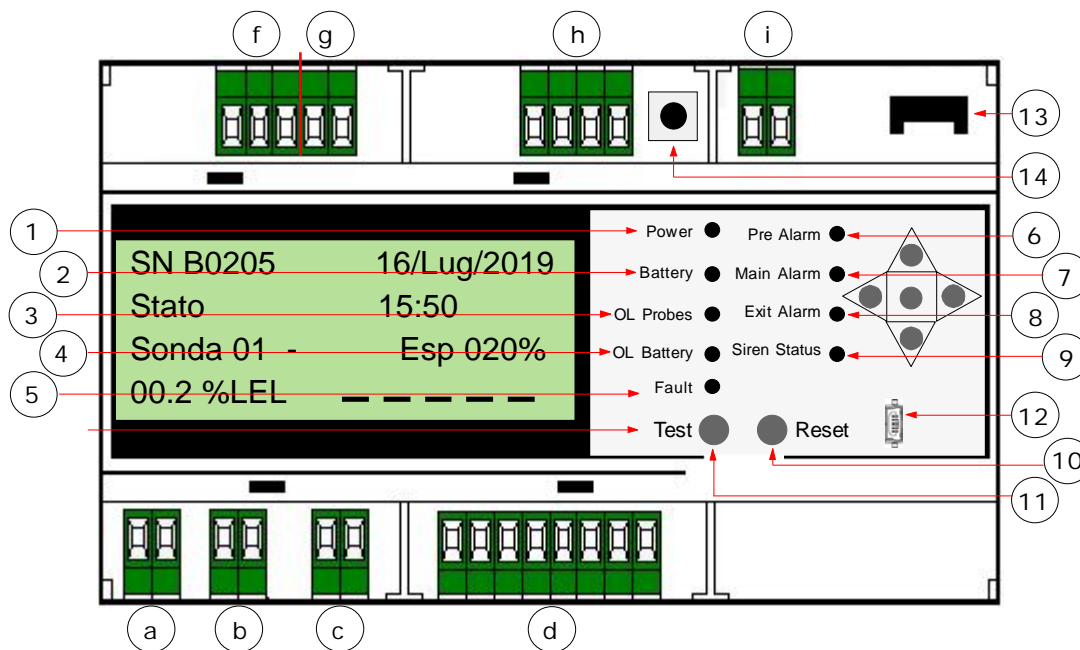 f g h i
13
14
1 Power Pre Alarm 6
SN B0205 16/Lug/2019
2 Battery Main Alarm 7
Stato 15:50
3 OL Probes Exit Alarm 8
Sonda 01 - Esp 020%
4 OL Battery Siren Status 9
00.2 %LEL _ _ _ _ _
5 Fault
12
Test Reset
10
11
a b c d